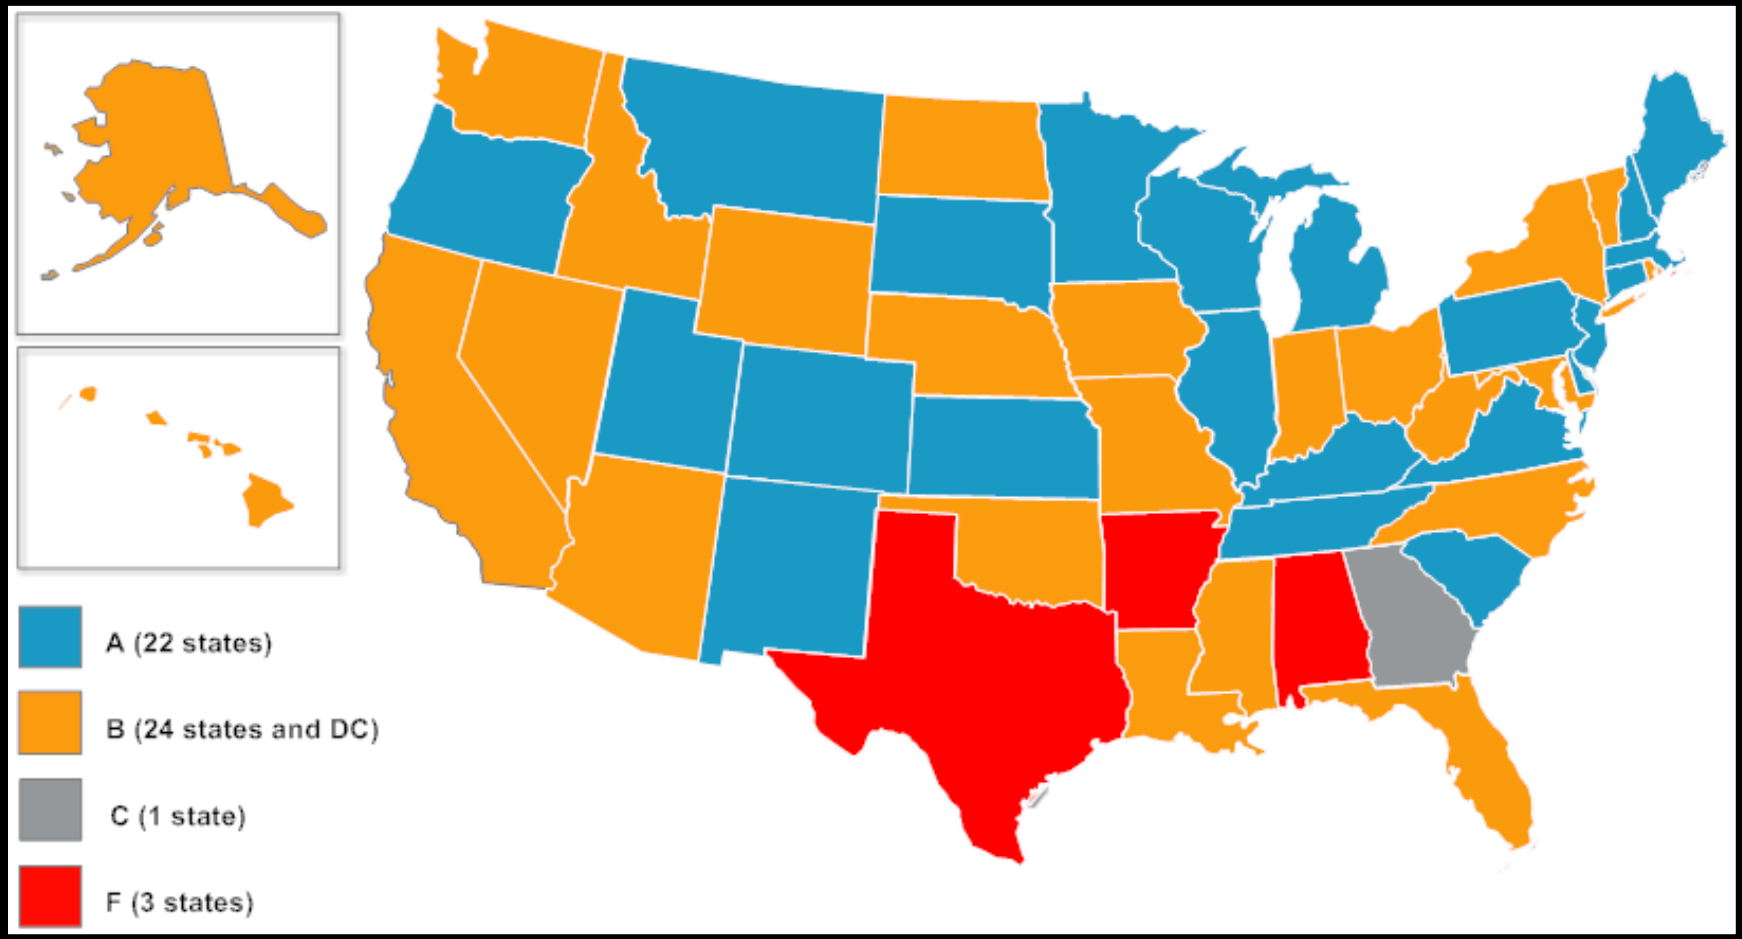 A (22 states)
B (24 states and DC)
C (1 state)
F (3 states)